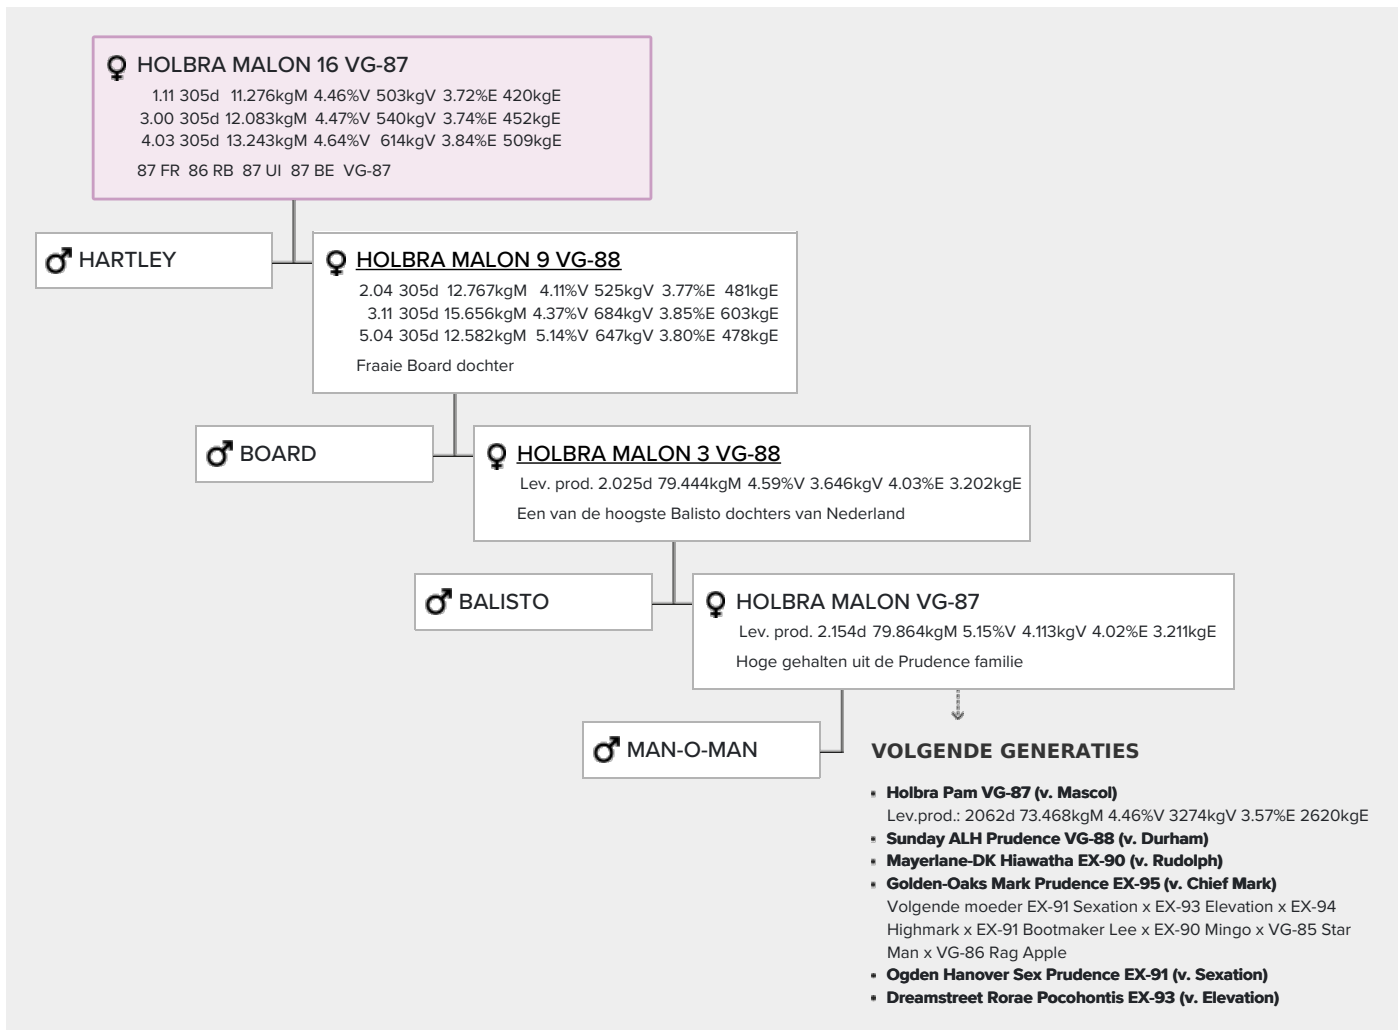 HOLBRA MALON 16 VG-87
1.11 305d 11.276kgM 4.46%V 503kgV 3.72%E 420kgE
3.00 305d 12.083kgM 4.47%V 540kgV 3.74%E 452kgE
4.03 305d 13.243kgM 4.64%V 614kgV 3.84%E 509kgE
87 FR 86 RB 87 UI 87 BE VG-87
HARTLEY
HOLBRA MALON 9 VG-88
2.04 305d 12.767kgM 4.11%V 525kgV 3.77%E 481kgE
3.11 305d 15.656kgM 4.37%V 684kgV 3.85%E 603kgE
5.04 305d 12.582kgM 5.14%V 647kgV 3.80%E 478kgE
Fraaie Board dochter
BOARD
HOLBRA MALON 3 VG-88
Lev. prod. 2.025d 79.444kgM 4.59%V 3.646kgV 4.03%E 3.202kgE
Een van de hoogste Balisto dochters van Nederland
BALISTO
HOLBRA MALON VG-87
Lev. prod. 2.154d 79.864kgM 5.15%V 4.113kgV 4.02%E 3.211kgE
Hoge gehalten uit de Prudence familie
MAN-O-MAN
VOLGENDE GENERATIES
▪ Holbra Pam VG-87 (v. Mascol)
Lev.prod.: 2062d 73.468kgM 4.46%V 3274kgV 3.57%E 2620kgE
▪ Sunday ALH Prudence VG-88 (v. Durham)
▪ Mayerlane-DK Hiawatha EX-90 (v. Rudolph)
▪ Golden-Oaks Mark Prudence EX-95 (v. Chief Mark)
Volgende moeder EX-91 Sexation x EX-93 Elevation x EX-94
Highmark x EX-91 Bootmaker Lee x EX-90 Mingo x VG-85 Star
Man x VG-86 Rag Apple
▪ Ogden Hanover Sex Prudence EX-91 (v. Sexation)
▪ Dreamstreet Rorae Pocohontis EX-93 (v. Elevation)